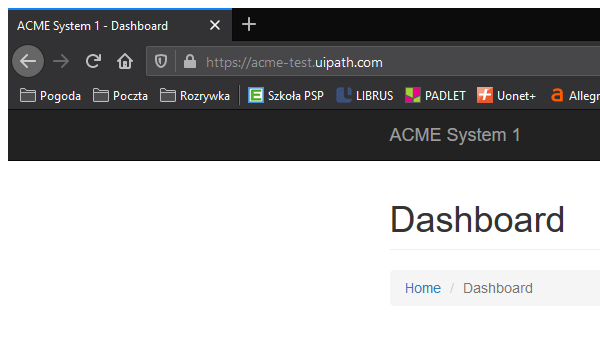 ACME System 1 - Dashboard
https://acme-test.uipath.com
Pogoda Poczta Rozrywka Szkoła PSP LIBRUS PADLET Uonet+ Allegr
ACME System 1
Dashboard
Home / Dashboard